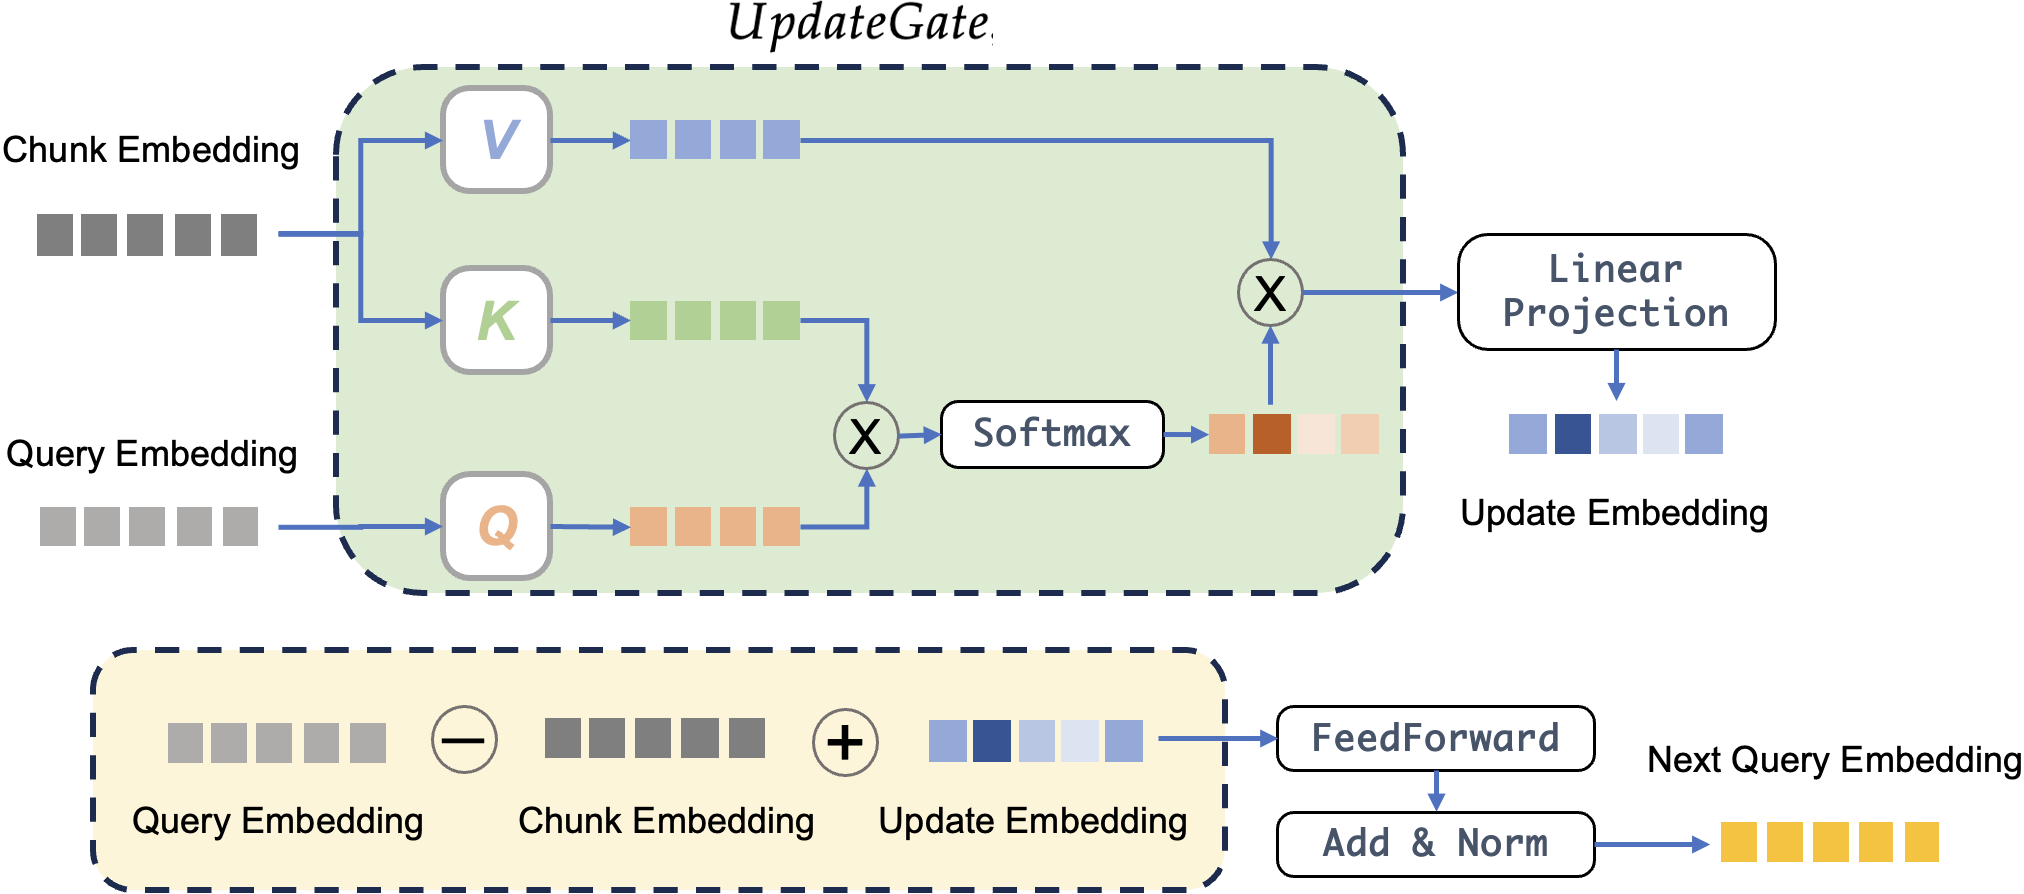 UpdateGate.
Chunk Embedding
V
K
Query Embedding
Q
X
Softmax
X
Linear
Projection
Update Embedding
Query Embedding
−
Chunk Embedding
+
Update Embedding
FeedForward
Add & Norm
Next Query Embedding